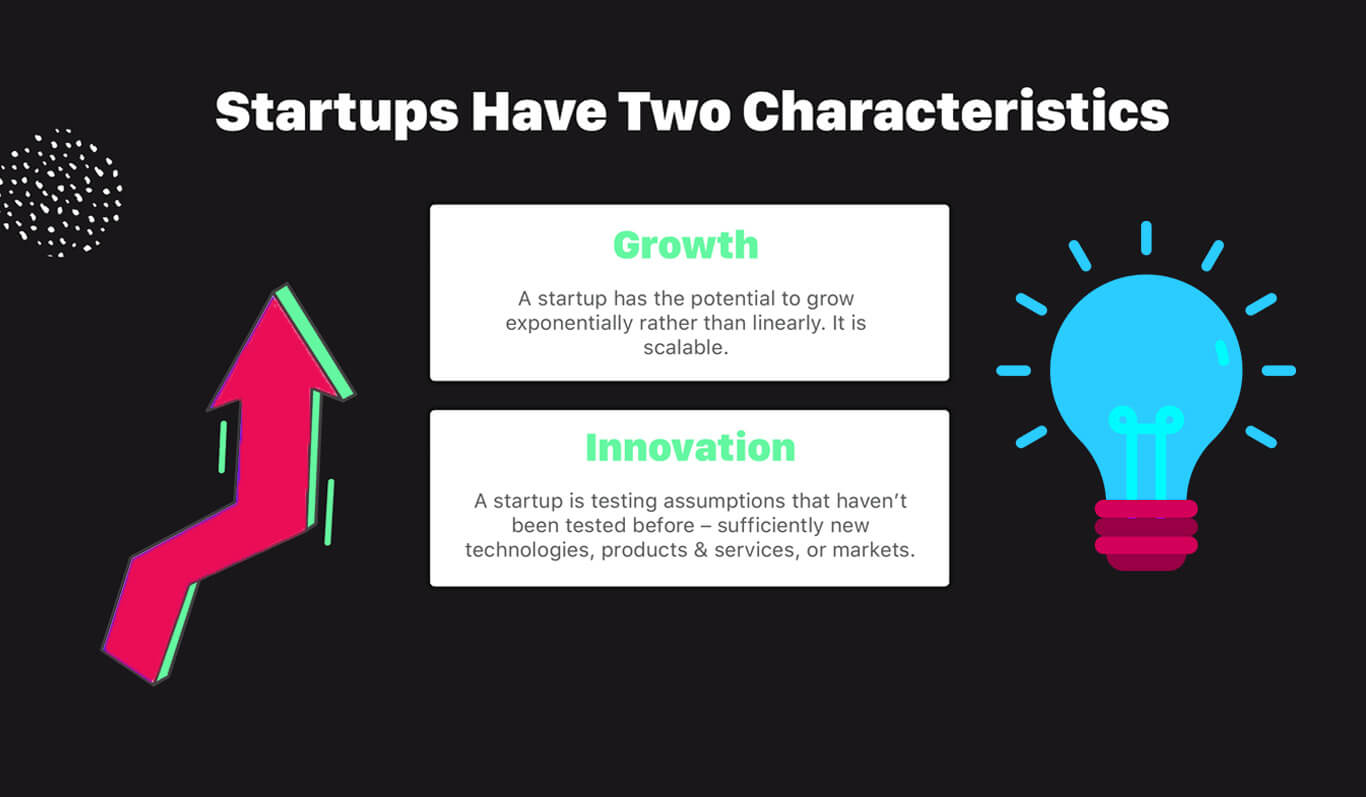 Startups Have Two Characteristics
Growth
A startup has the potential to grow
exponentially rather than linearly. It is
scalable.
Innovation
A startup is testing assumptions that haven’t
been tested before – sufficiently new
technologies, products & services, or markets.